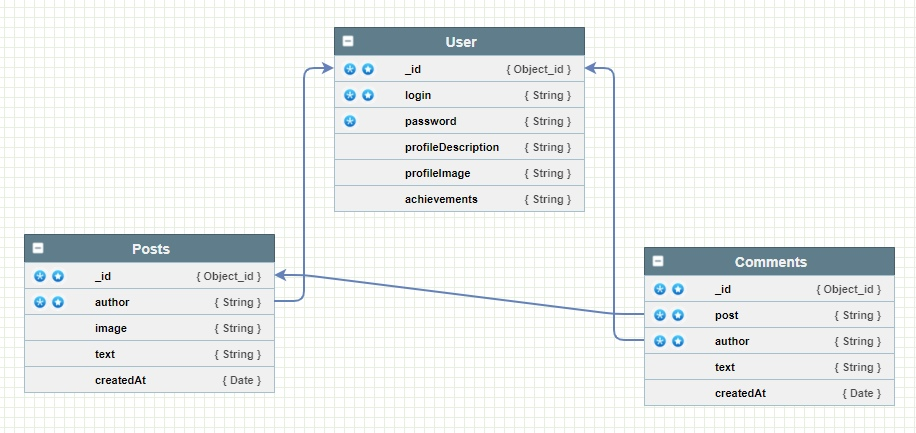 User
_id { Object_id }
login { String }
password { String }
profileDescription { String }
profileImage { String }
achievements { String }
Posts
_id { Object_id }
author { String }
image { String }
text { String }
createdAt { Date }
Comments
_id { Object_id }
post { String }
author { String }
text { String }
createdAt { Date }